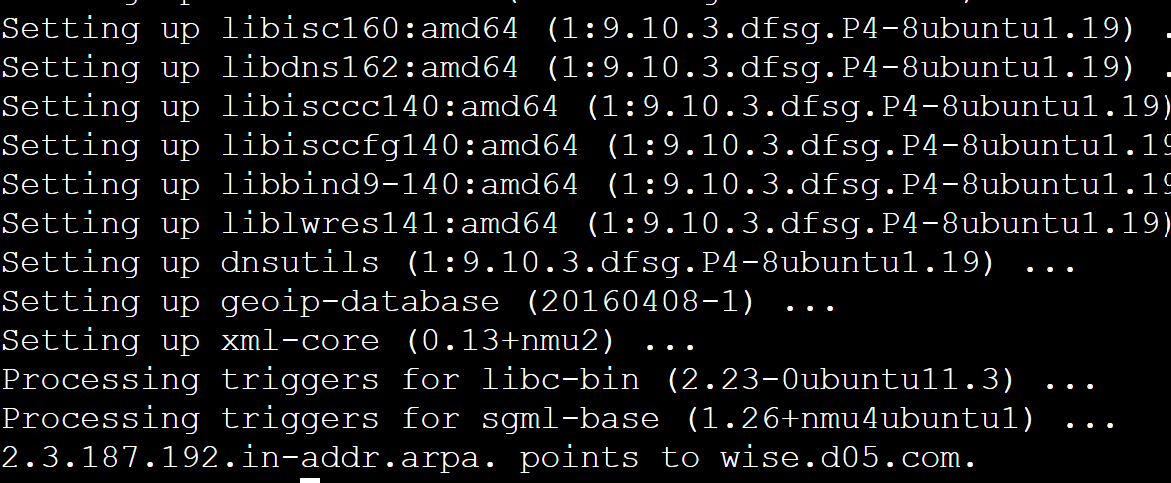 Setting up libisc160:amd64 (1:9.10.3.dfsg.P4-8ubuntu1.19) .
Setting up libdns162:amd64 (1:9.10.3.dfsg.P4-8ubuntu1.19) .
Setting up libisccc140:amd64 (1:9.10.3.dfsg.P4-8ubuntu1.19)
Setting up libisccfg140:amd64 (1:9.10.3.dfsg.P4-8ubuntu1.19
Setting up libbind9-140:amd64 (1:9.10.3.dfsg.P4-8ubuntu1.19
Setting up liblwres141:amd64 (1:9.10.3.dfsg.P4-8ubuntu1.19)
Setting up dnsutils (1:9.10.3.dfsg.P4-8ubuntu1.19) ...
Setting up geoip-database (20160408-1) ...
Setting up xml-core (0.13+nmu2) ...
Processing triggers for libc-bin (2.23-0ubuntu11.3) ...
Processing triggers for sgml-base (1.26+nmu4ubuntu1) ...
2.3.187.192.in-addr.arpa. points to wise.d05.com.